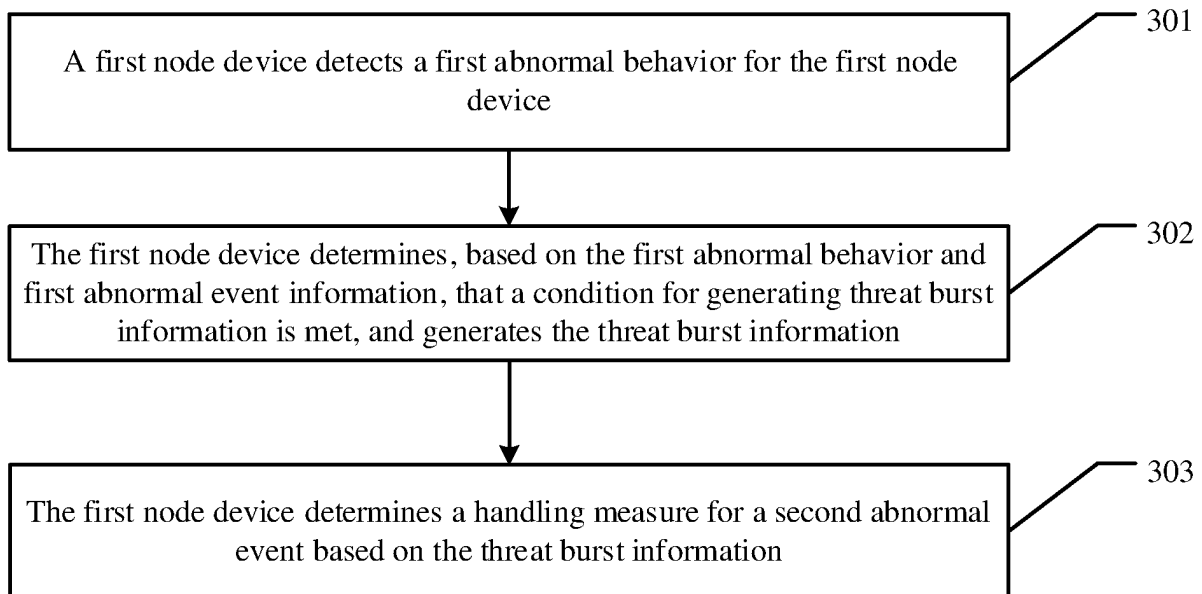 301
A first node device detects a first abnormal behavior for the first node
device
302
The first node device determines, based on the first abnormal behavior and
first abnormal event information, that a condition for generating threat burst
information is met, and generates the threat burst information
303
The first node device determines a handling measure for a second abnormal
event based on the threat burst information